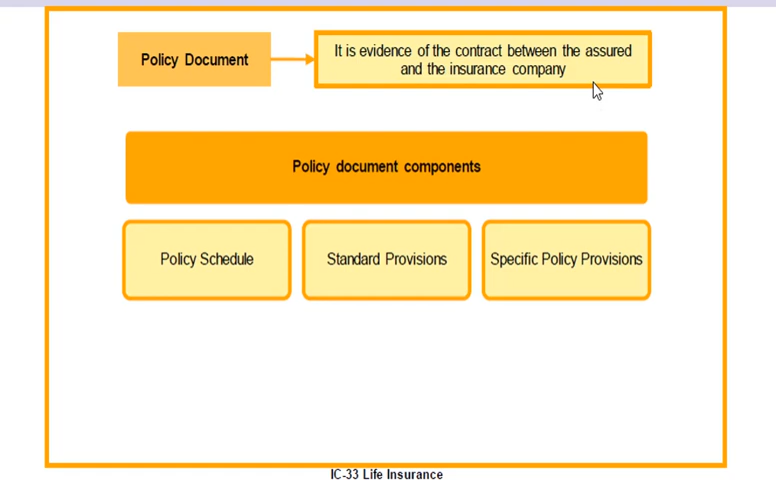 Policy Document
It is evidence of the contract between the assured
and the insurance company
Policy document components
Policy Schedule
Standard Provisions
Specific Policy Provisions
IC-33 Life Insurance